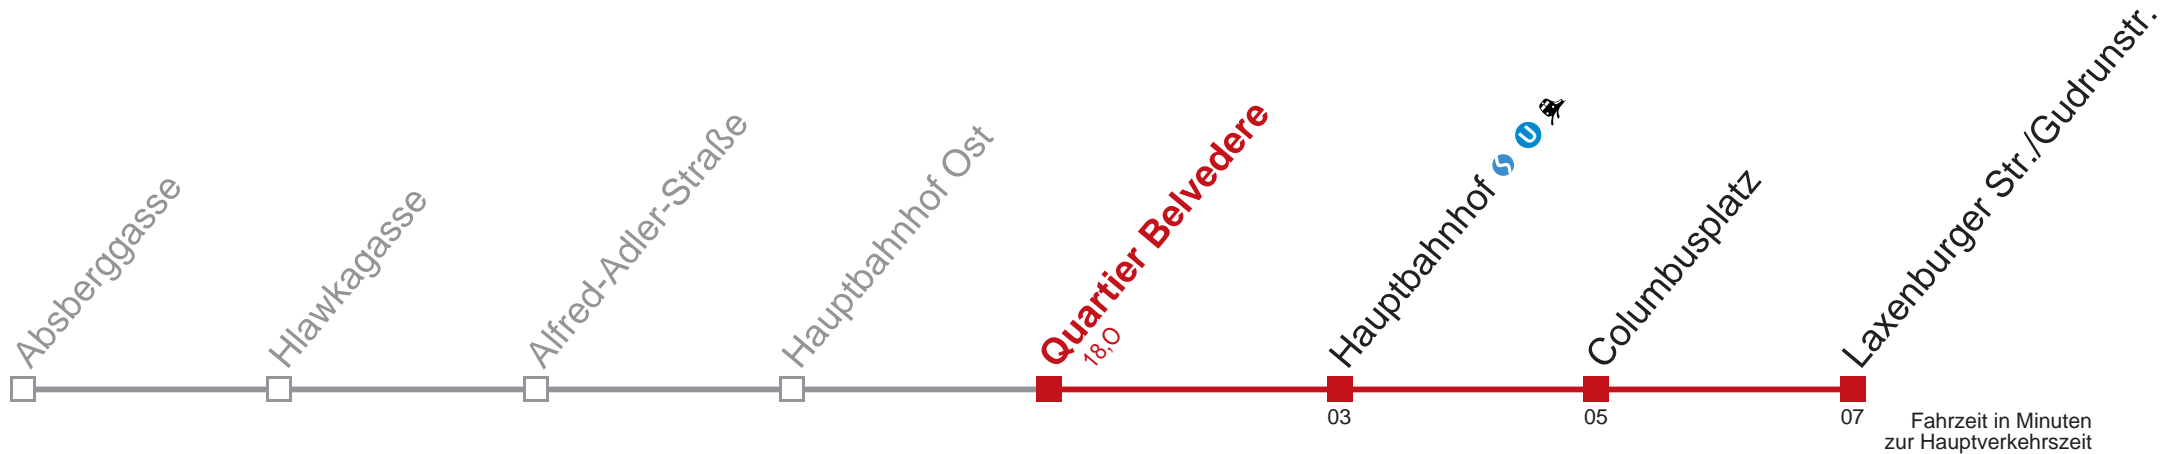 Absberggasse
Hlawkagasse
Alfred-Adler-Straße
Hauptbahnhof Ost
Quartier Belvedere
18,O
Hauptbahnhof S U
Columbusplatz
Laxenburger Str./Gudrunstr.
03
05
07
Fahrzeit in Minuten
zur Hauptverkehrszeit